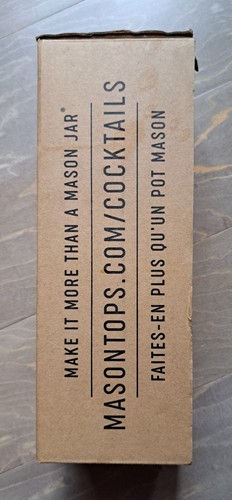 MAKE IT MORE THAN A MASON JAR®
MASONTOPS.COM/COCKTAILS
FAITES-EN PLUS QU'UN POT MASON